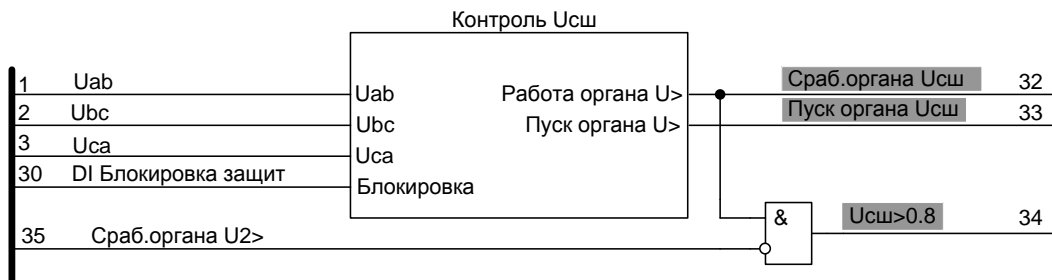 Контроль Uсш
1 Uab
2 Ubc
3 Uca
30 DI Блокировка защит
35 Сраб.органа U2>
Uab
Ubc
Uca
Блокировка
Работа органа U>
Пуск органа U>
Сраб.органа Uсш 32
Пуск органа Uсш 33
&
Uсш>0.8 34